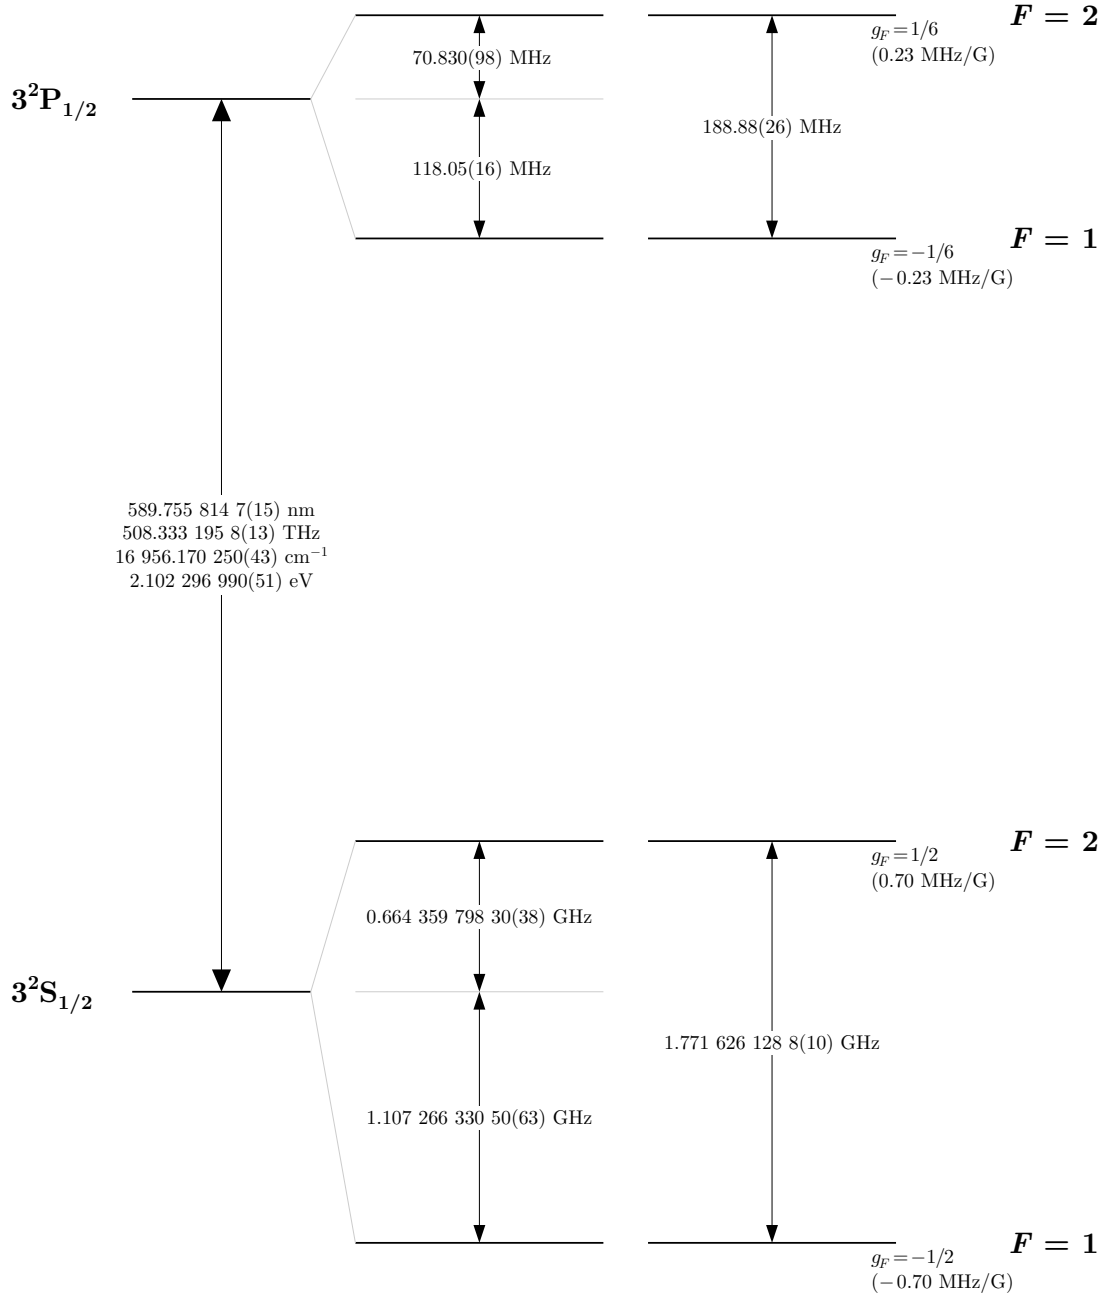 F = 2
g_F = 1/6
(0.23 MHz/G)
70.830(98) MHz
3²P₁/₂
188.88(26) MHz
118.05(16) MHz
F = 1
g_F = −1/6
(−0.23 MHz/G)
589.755 814 7(15) nm
508.333 195 8(13) THz
16 956.170 250(43) cm⁻¹
2.102 296 990(51) eV
F = 2
g_F = 1/2
(0.70 MHz/G)
0.664 359 798 30(38) GHz
3²S₁/₂
1.771 626 128 8(10) GHz
1.107 266 330 50(63) GHz
F = 1
g_F = −1/2
(−0.70 MHz/G)